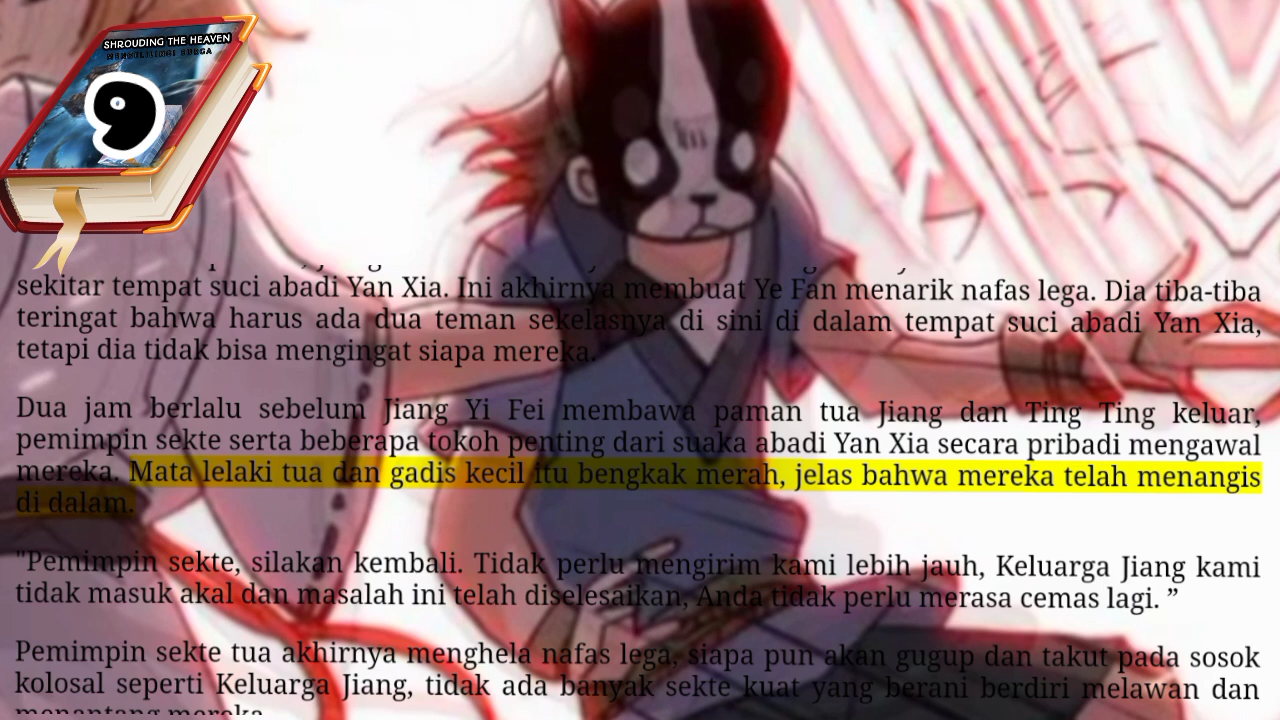 SHROUDING THE HEAVEN
9
sekitar tempat suci abadi Yan Xia. Ini akhirnya membuat Ye Fan menarik nafas lega. Dia tiba-tiba
teringat bahwa harus ada dua teman sekelasnya di sini di dalam tempat suci abadi Yan Xia,
tetapi dia tidak bisa mengingat siapa mereka.
Dua jam berlalu sebelum Jiang Yi Fei membawa paman tua Jiang dan Ting Ting keluar,
pemimpin sekte serta beberapa tokoh penting dari suaka abadi Yan Xia secara pribadi mengawal
mereka. Mata lelaki tua dan gadis kecil itu bengkak merah, jelas bahwa mereka telah menangis
di dalam.
"Pemimpin sekte, silakan kembali. Tidak perlu mengirim kami lebih jauh, Keluarga Jiang kami
tidak masuk akal dan masalah ini telah diselesaikan, Anda tidak perlu merasa cemas lagi. ”
Pemimpin sekte tua akhirnya menghela nafas lega, siapa pun akan gugup dan takut pada sosok
kolosal seperti Keluarga Jiang, tidak ada banyak sekte kuat yang berani berdiri melawan dan
menantang mereka.